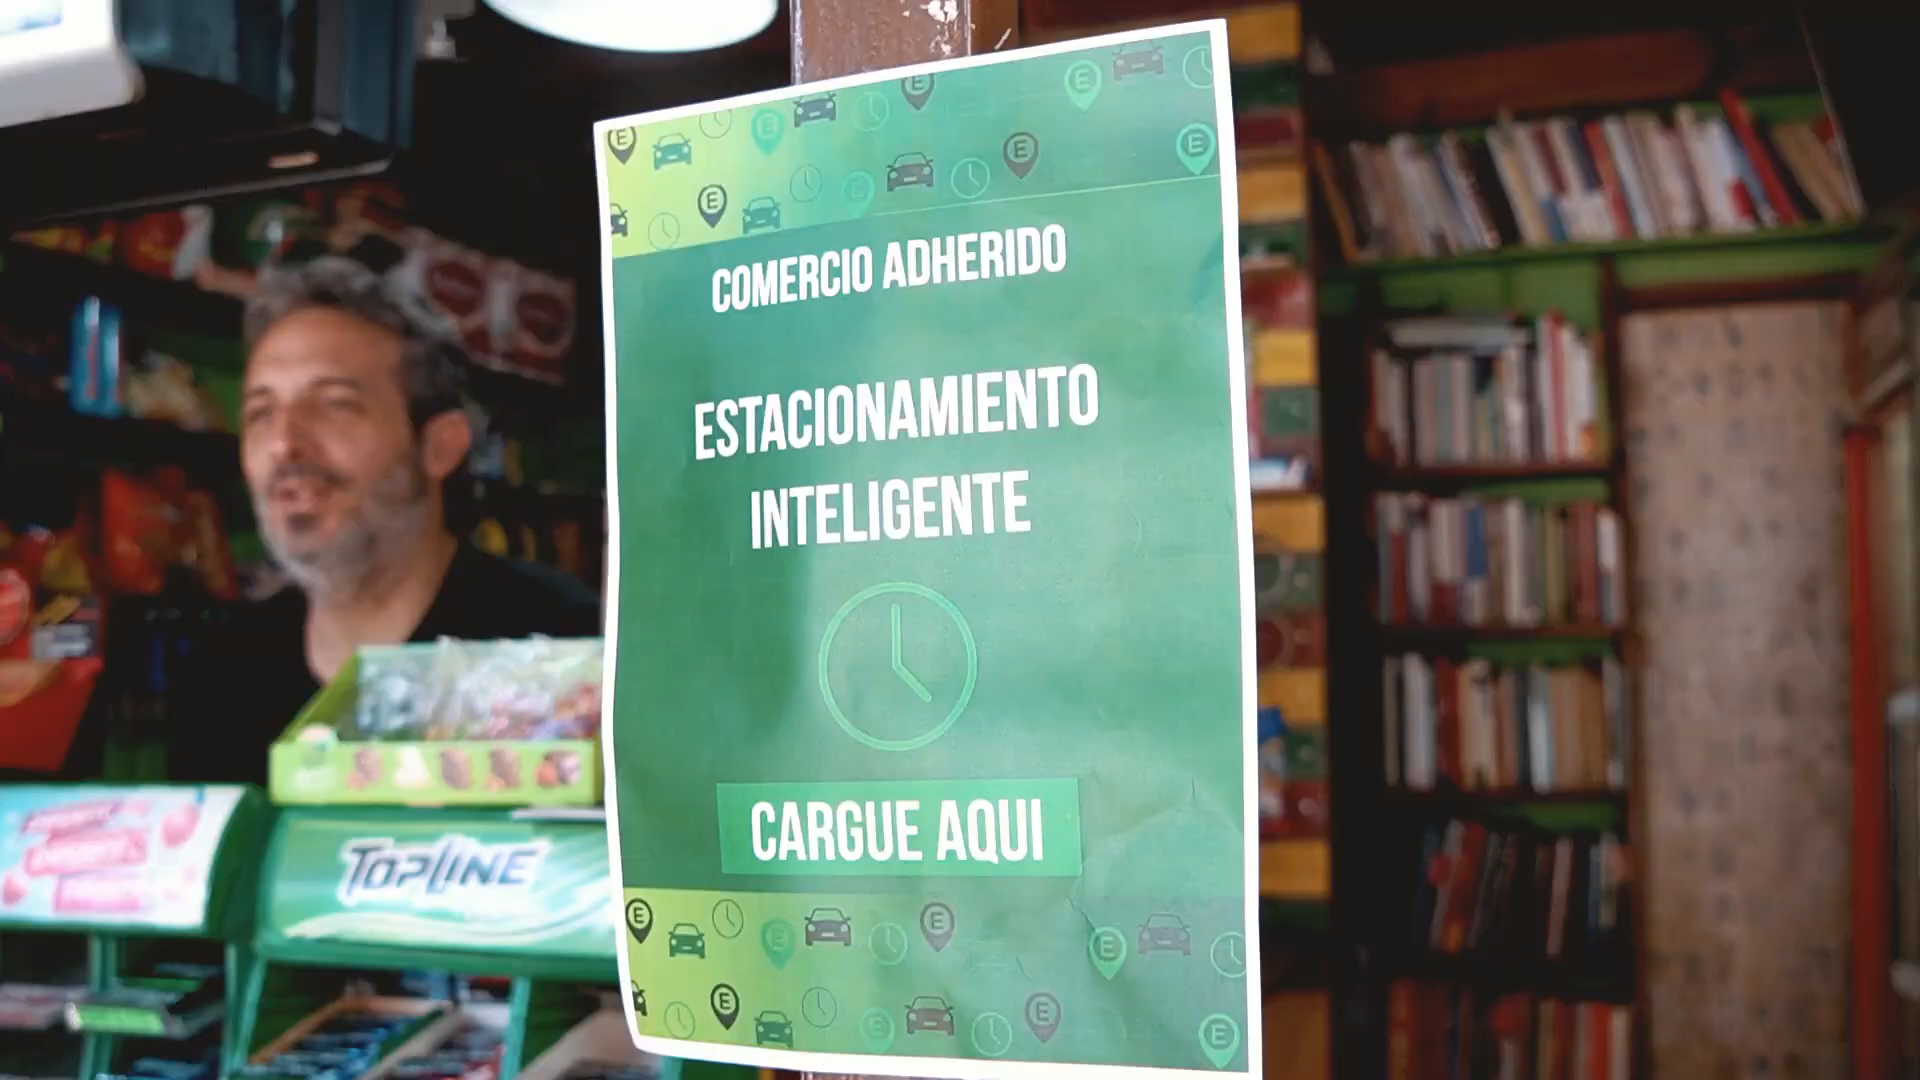 COMERCIO ADHERIDO
ESTACIONAMIENTO
INTELIGENTE
CARGUE AQUI
TOPLINE